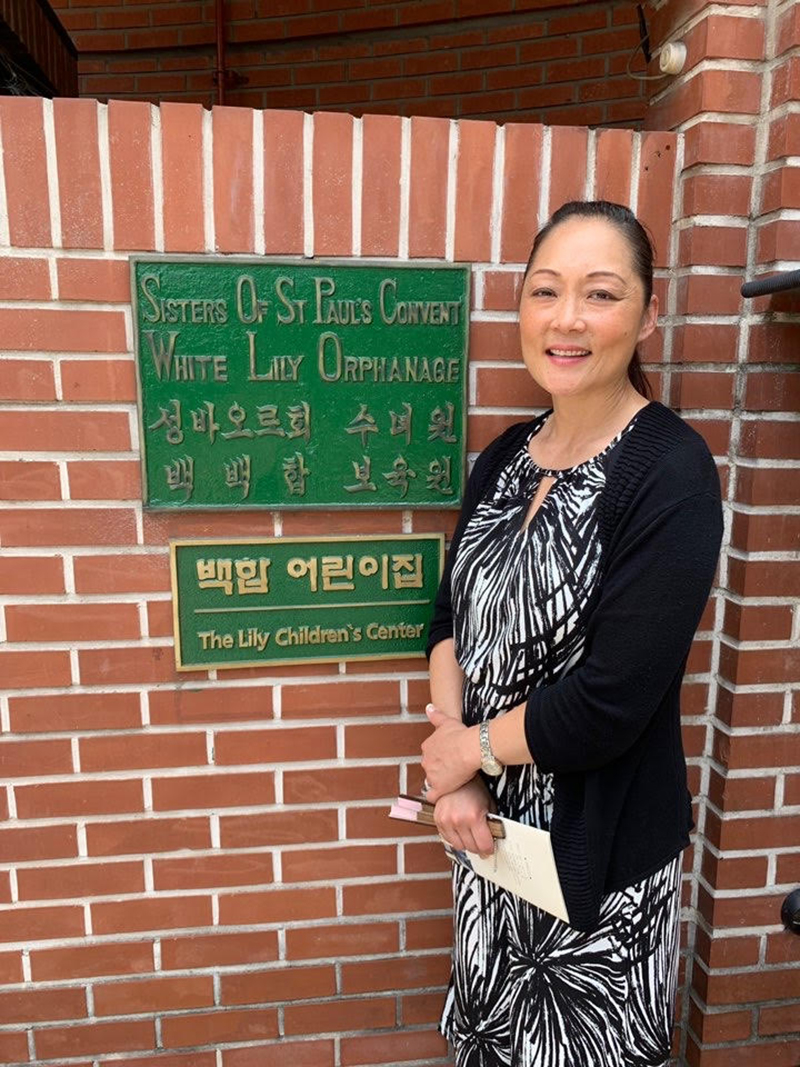 SISTERS OF ST PAUL'S CONVENT
WHITE LILY ORPHANAGE
성바오르회 수녀원
백백합 보육원
백합 어린이집
The Lily Children's Center